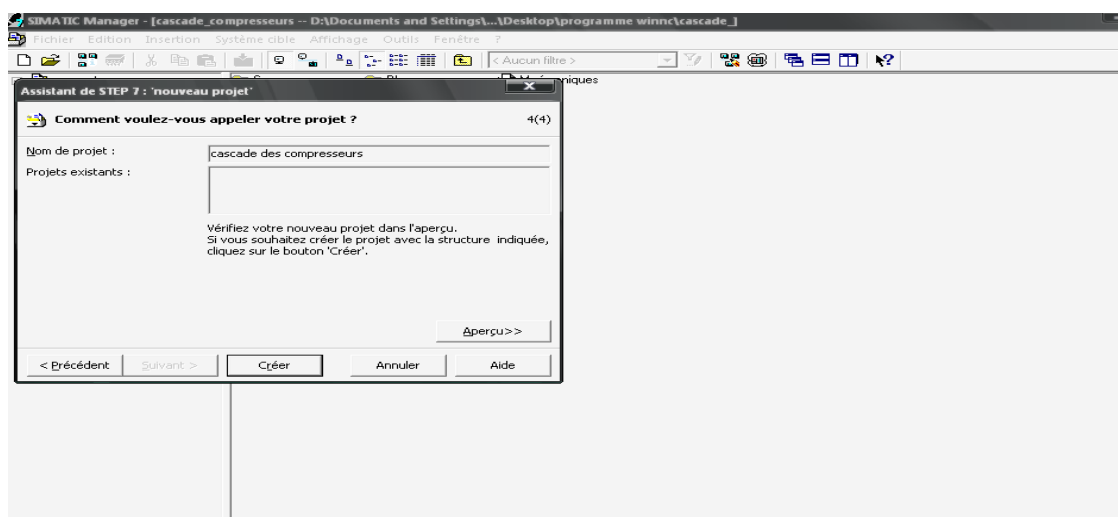 SIMATIC Manager - [cascade_compresseurs -- D:\Documents and Settings\...\Desktop\programme winnc\cascade_]
Fichier Edition Insertion Système cible Affichage Outils Fenêtre ?
< Aucun filtre >
Assistant de STEP 7 : 'nouveau projet'
Comment voulez-vous appeler votre projet ? 4(4)
Nom de projet : cascade des compresseurs
Projets existants :
Vérifiez votre nouveau projet dans l'aperçu.
Si vous souhaitez créer le projet avec la structure indiquée,
cliquez sur le bouton 'Créer'.
Aperçu>>
< Précédent Suivant > Créer Annuler Aide